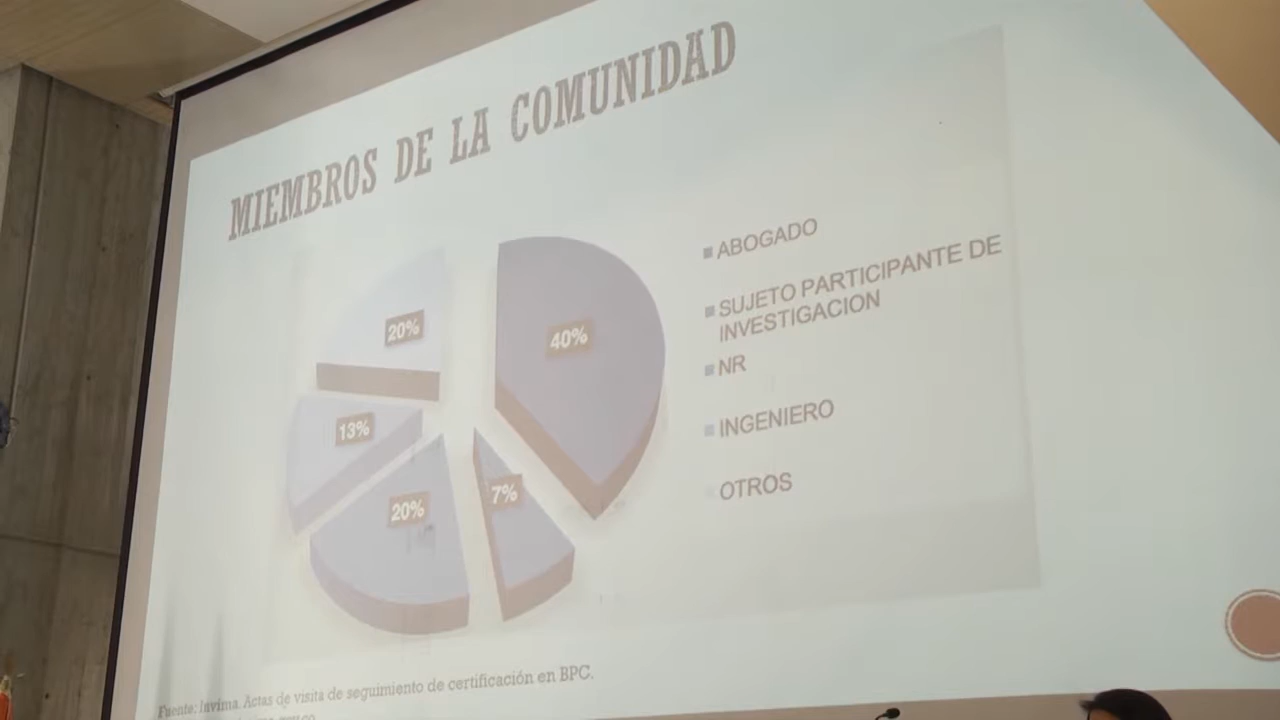 MIEMBROS DE LA COMUNIDAD
20%
40%
13%
20%
7%
ABOGADO
SUJETO PARTICIPANTE DE
INVESTIGACION
NR
INGENIERO
OTROS
Fuente: Invima. Actas de visita de seguimiento de certificación en BPC.